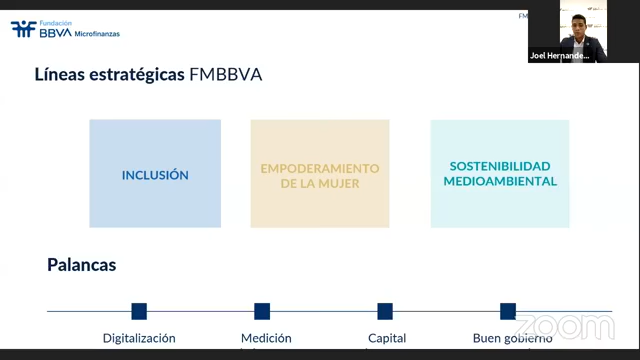 Fundación
BBVA Microfinanzas
FM
Joel Hernande...
Líneas estratégicas FMBBVA
INCLUSIÓN
EMPODERAMIENTO
DE LA MUJER
SOSTENIBILIDAD
MEDIOAMBIENTAL
Palancas
Digitalización
Medición
Capital
Buen gobierno
zoom